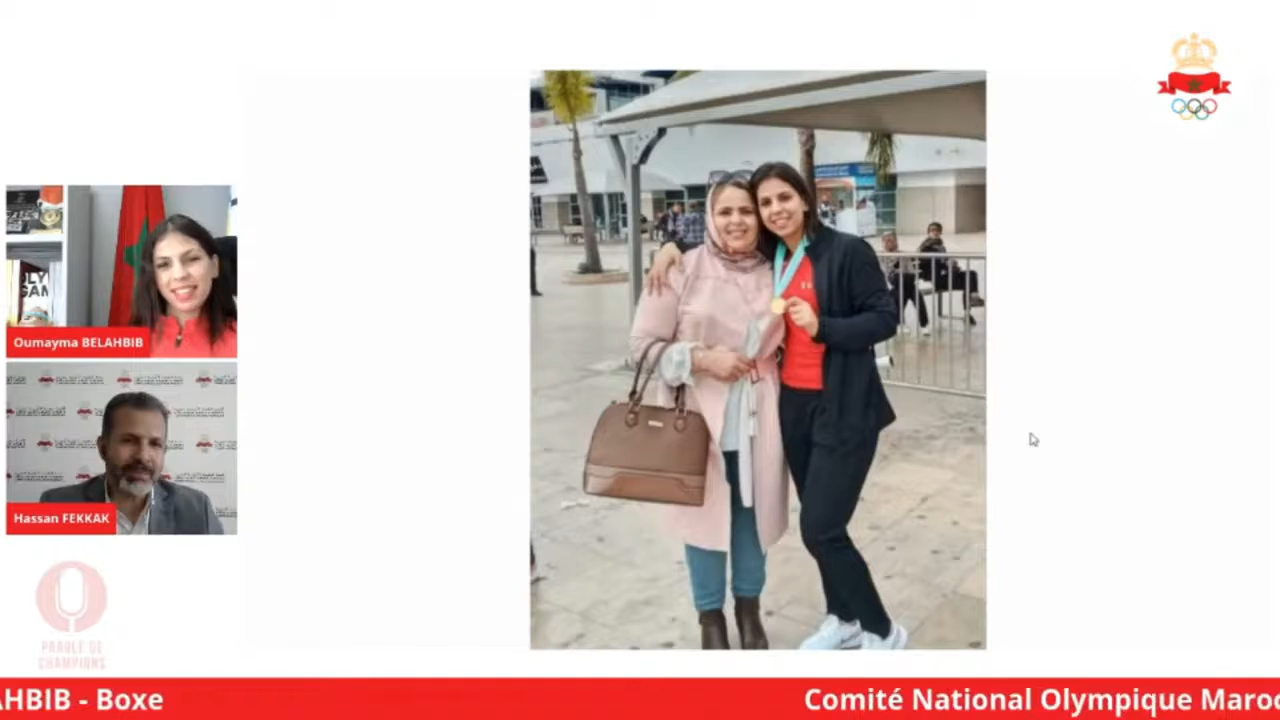 Oumayma BELAHBIB
Hassan FEKKAK
PAROLE DE
CHAMPIONS
AHBIB - Boxe
Comité National Olympique Maroc